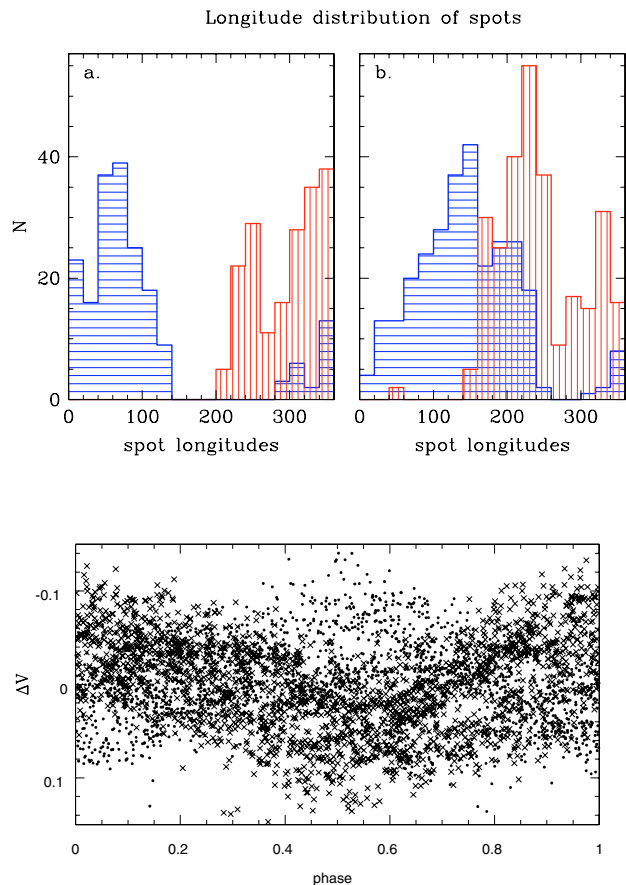 Longitude distribution of spots
a.
b.
N
40
20
0
0 100 200 300
0 100 200 300
spot longitudes
spot longitudes
-0.1
0
0.1
ΔV
0 0.2 0.4 0.6 0.8 1
phase